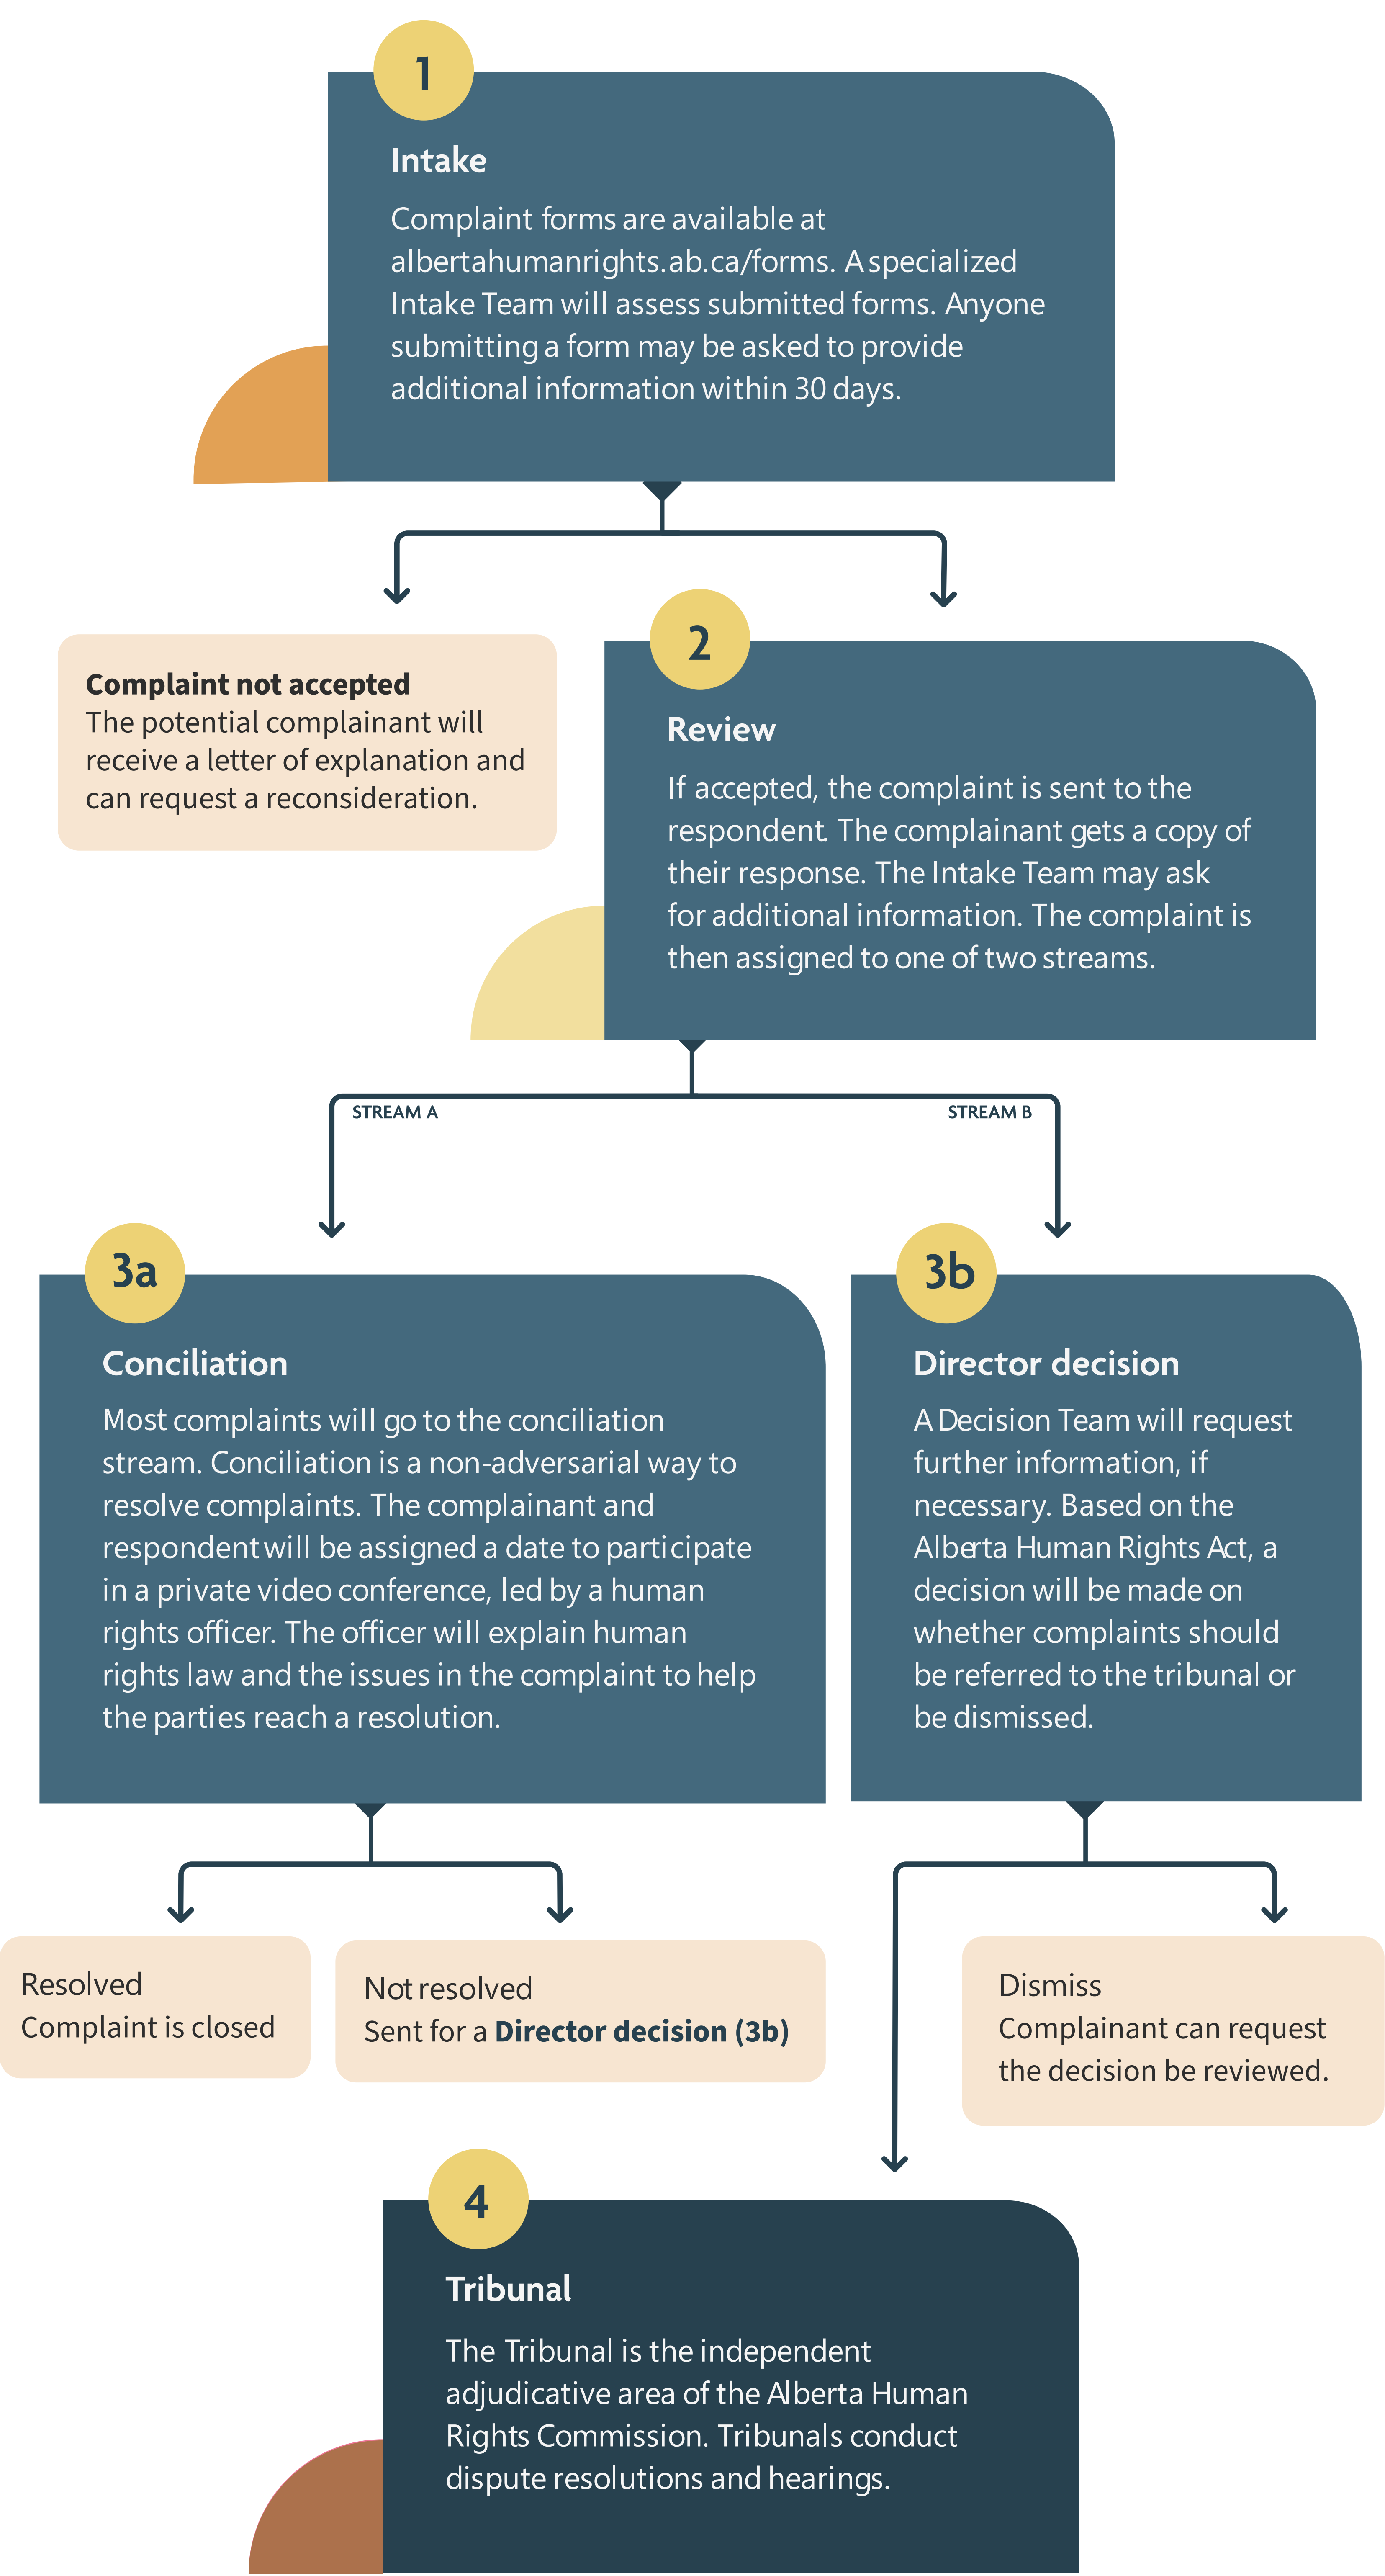 1
Intake
Complaint forms are available at
albertahumanrights.ab.ca/forms. A specialized
Intake Team will assess submitted forms. Anyone
submitting a form may be asked to provide
additional information within 30 days.
Complaint not accepted
The potential complainant will
receive a letter of explanation and
can request a reconsideration.
2
Review
If accepted, the complaint is sent to the
respondent. The complainant gets a copy of
their response. The Intake Team may ask
for additional information. The complaint is
then assigned to one of two streams.
STREAM A
STREAM B
3a
Conciliation
Most complaints will go to the conciliation
stream. Conciliation is a non-adversarial way to
resolve complaints. The complainant and
respondent will be assigned a date to participate
in a private video conference, led by a human
rights officer. The officer will explain human
rights law and the issues in the complaint to help
the parties reach a resolution.
3b
Director decision
A Decision Team will request
further information, if
necessary. Based on the
Alberta Human Rights Act, a
decision will be made on
whether complaints should
be referred to the tribunal or
be dismissed.
Resolved
Complaint is closed
Not resolved
Sent for a Director decision (3b)
Dismiss
Complainant can request
the decision be reviewed.
4
Tribunal
The Tribunal is the independent
adjudicative area of the Alberta Human
Rights Commission. Tribunals conduct
dispute resolutions and hearings.